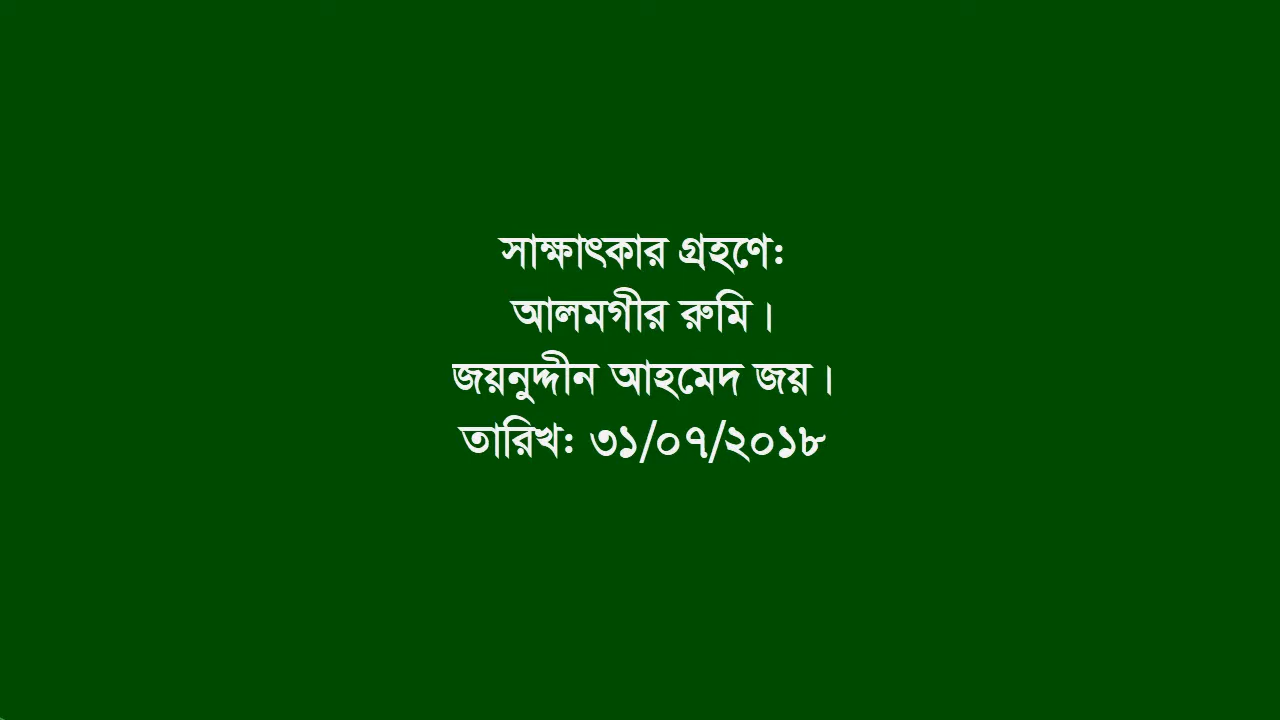 সাক্ষাৎকার গ্রহণে:
আলমগীর রুমি।
জয়নুদ্দীন আহমেদ জয়।
তারিখ: ৩১/০৭/২০১৮